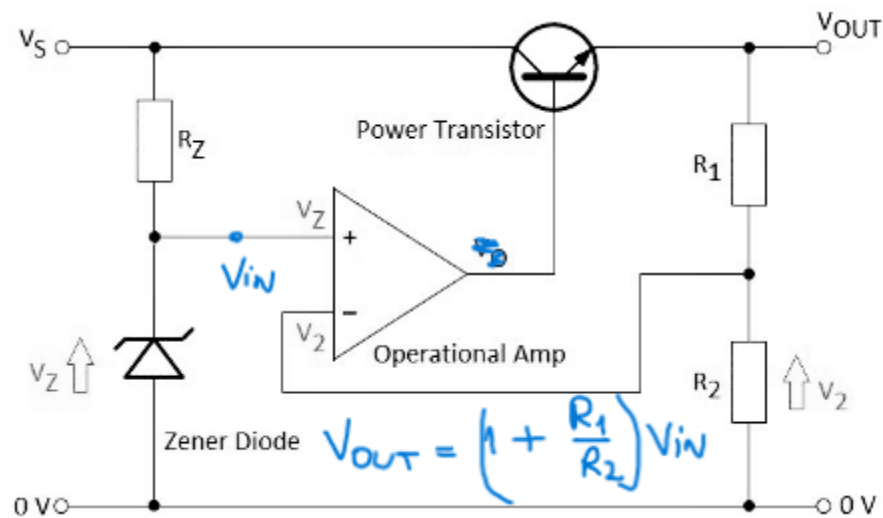 VS
VOUT
Power Transistor
RZ
R1
VZ
+
VIN
−
V2
Operational Amp
VZ
R2
V2
Zener Diode
VOUT = (1 + R1/R2) VIN
0 V
0 V